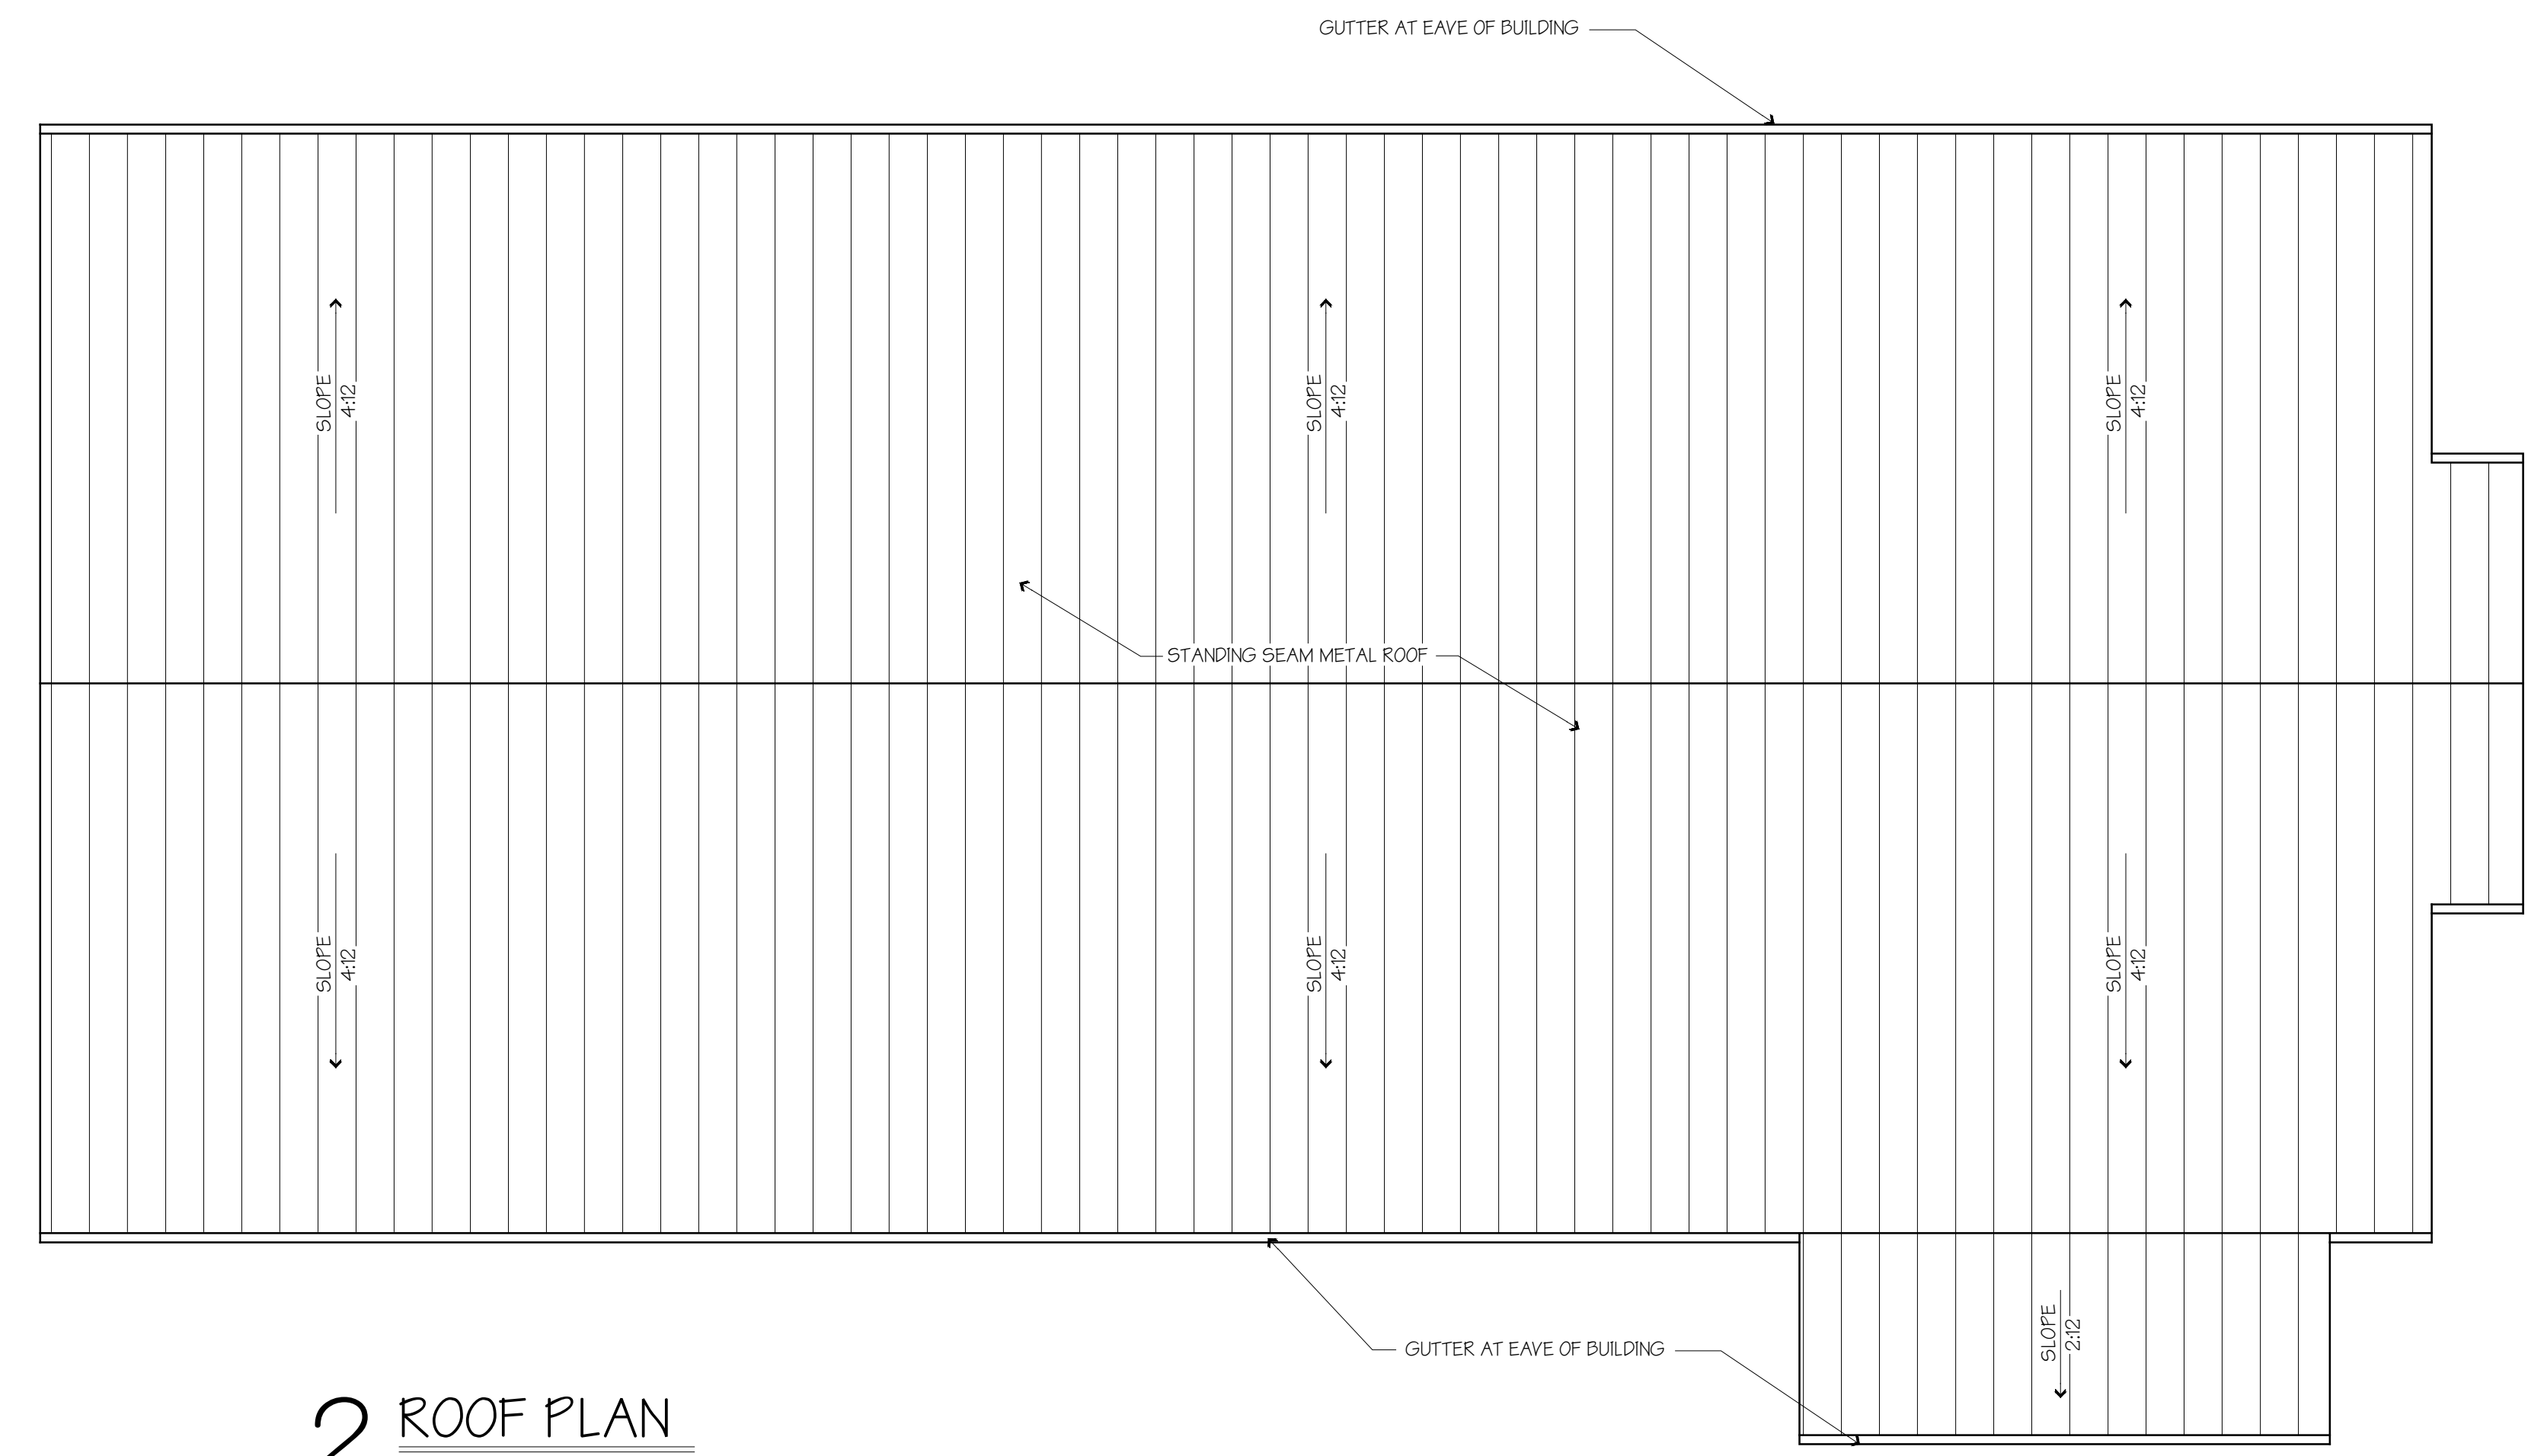 GUTTER AT EAVE OF BUILDING
SLOPE
4:12
SLOPE
4:12
SLOPE
4:12
STANDING SEAM METAL ROOF
SLOPE
4:12
SLOPE
4:12
SLOPE
4:12
SLOPE
2:12
GUTTER AT EAVE OF BUILDING
2 ROOF PLAN